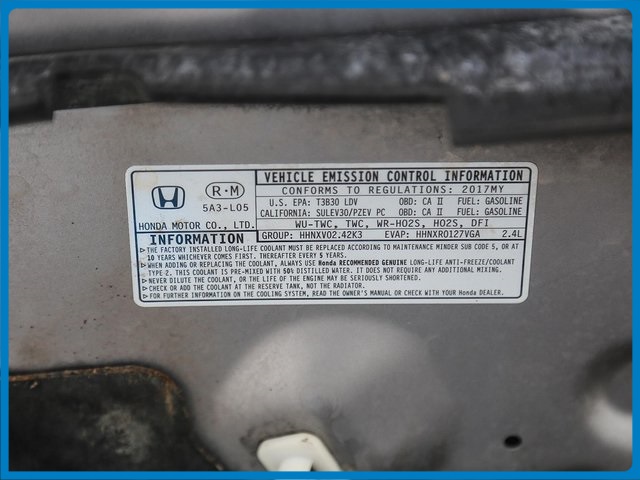 R·M
5A3-L05
HONDA MOTOR CO., LTD.
VEHICLE EMISSION CONTROL INFORMATION
CONFORMS TO REGULATIONS: 2017MY
U.S. EPA: T3B30 LDV OBD: CA II FUEL: GASOLINE
CALIFORNIA: SULEV30/PZEV PC OBD: CA II FUEL: GASOLINE
WU-TWC, TWC, WR-HO2S, HO2S, DFI
GROUP: HHNXV02.42K3 EVAP: HHNXR0127VGA 2.4L
INFORMATION
▷THE FACTORY INSTALLED LONG-LIFE COOLANT MUST BE REPLACED ACCORDING TO MAINTENANCE MINDER SUB CODE 5, OR AT
10 YEARS WHICHEVER COMES FIRST. THEREAFTER EVERY 5 YEARS.
▷WHEN ADDING OR REPLACING THE COOLANT, ALWAYS USE Honda RECOMMENDED GENUINE LONG-LIFE ANTI-FREEZE/COOLANT
TYPE 2. THIS COOLANT IS PRE-MIXED WITH 50% DISTILLED WATER. IT DOES NOT REQUIRE ANY ADDITIONAL MIXING.
▷NEVER DILUTE THE COOLANT, OR THE LIFE OF THE ENGINE MAY BE SERIOUSLY SHORTENED.
▷CHECK OR ADD THE COOLANT AT THE RESERVE TANK, NOT THE RADIATOR.
▷FOR FURTHER INFORMATION ON THE COOLING SYSTEM, READ THE OWNER'S MANUAL OR CHECK WITH YOUR Honda DEALER.